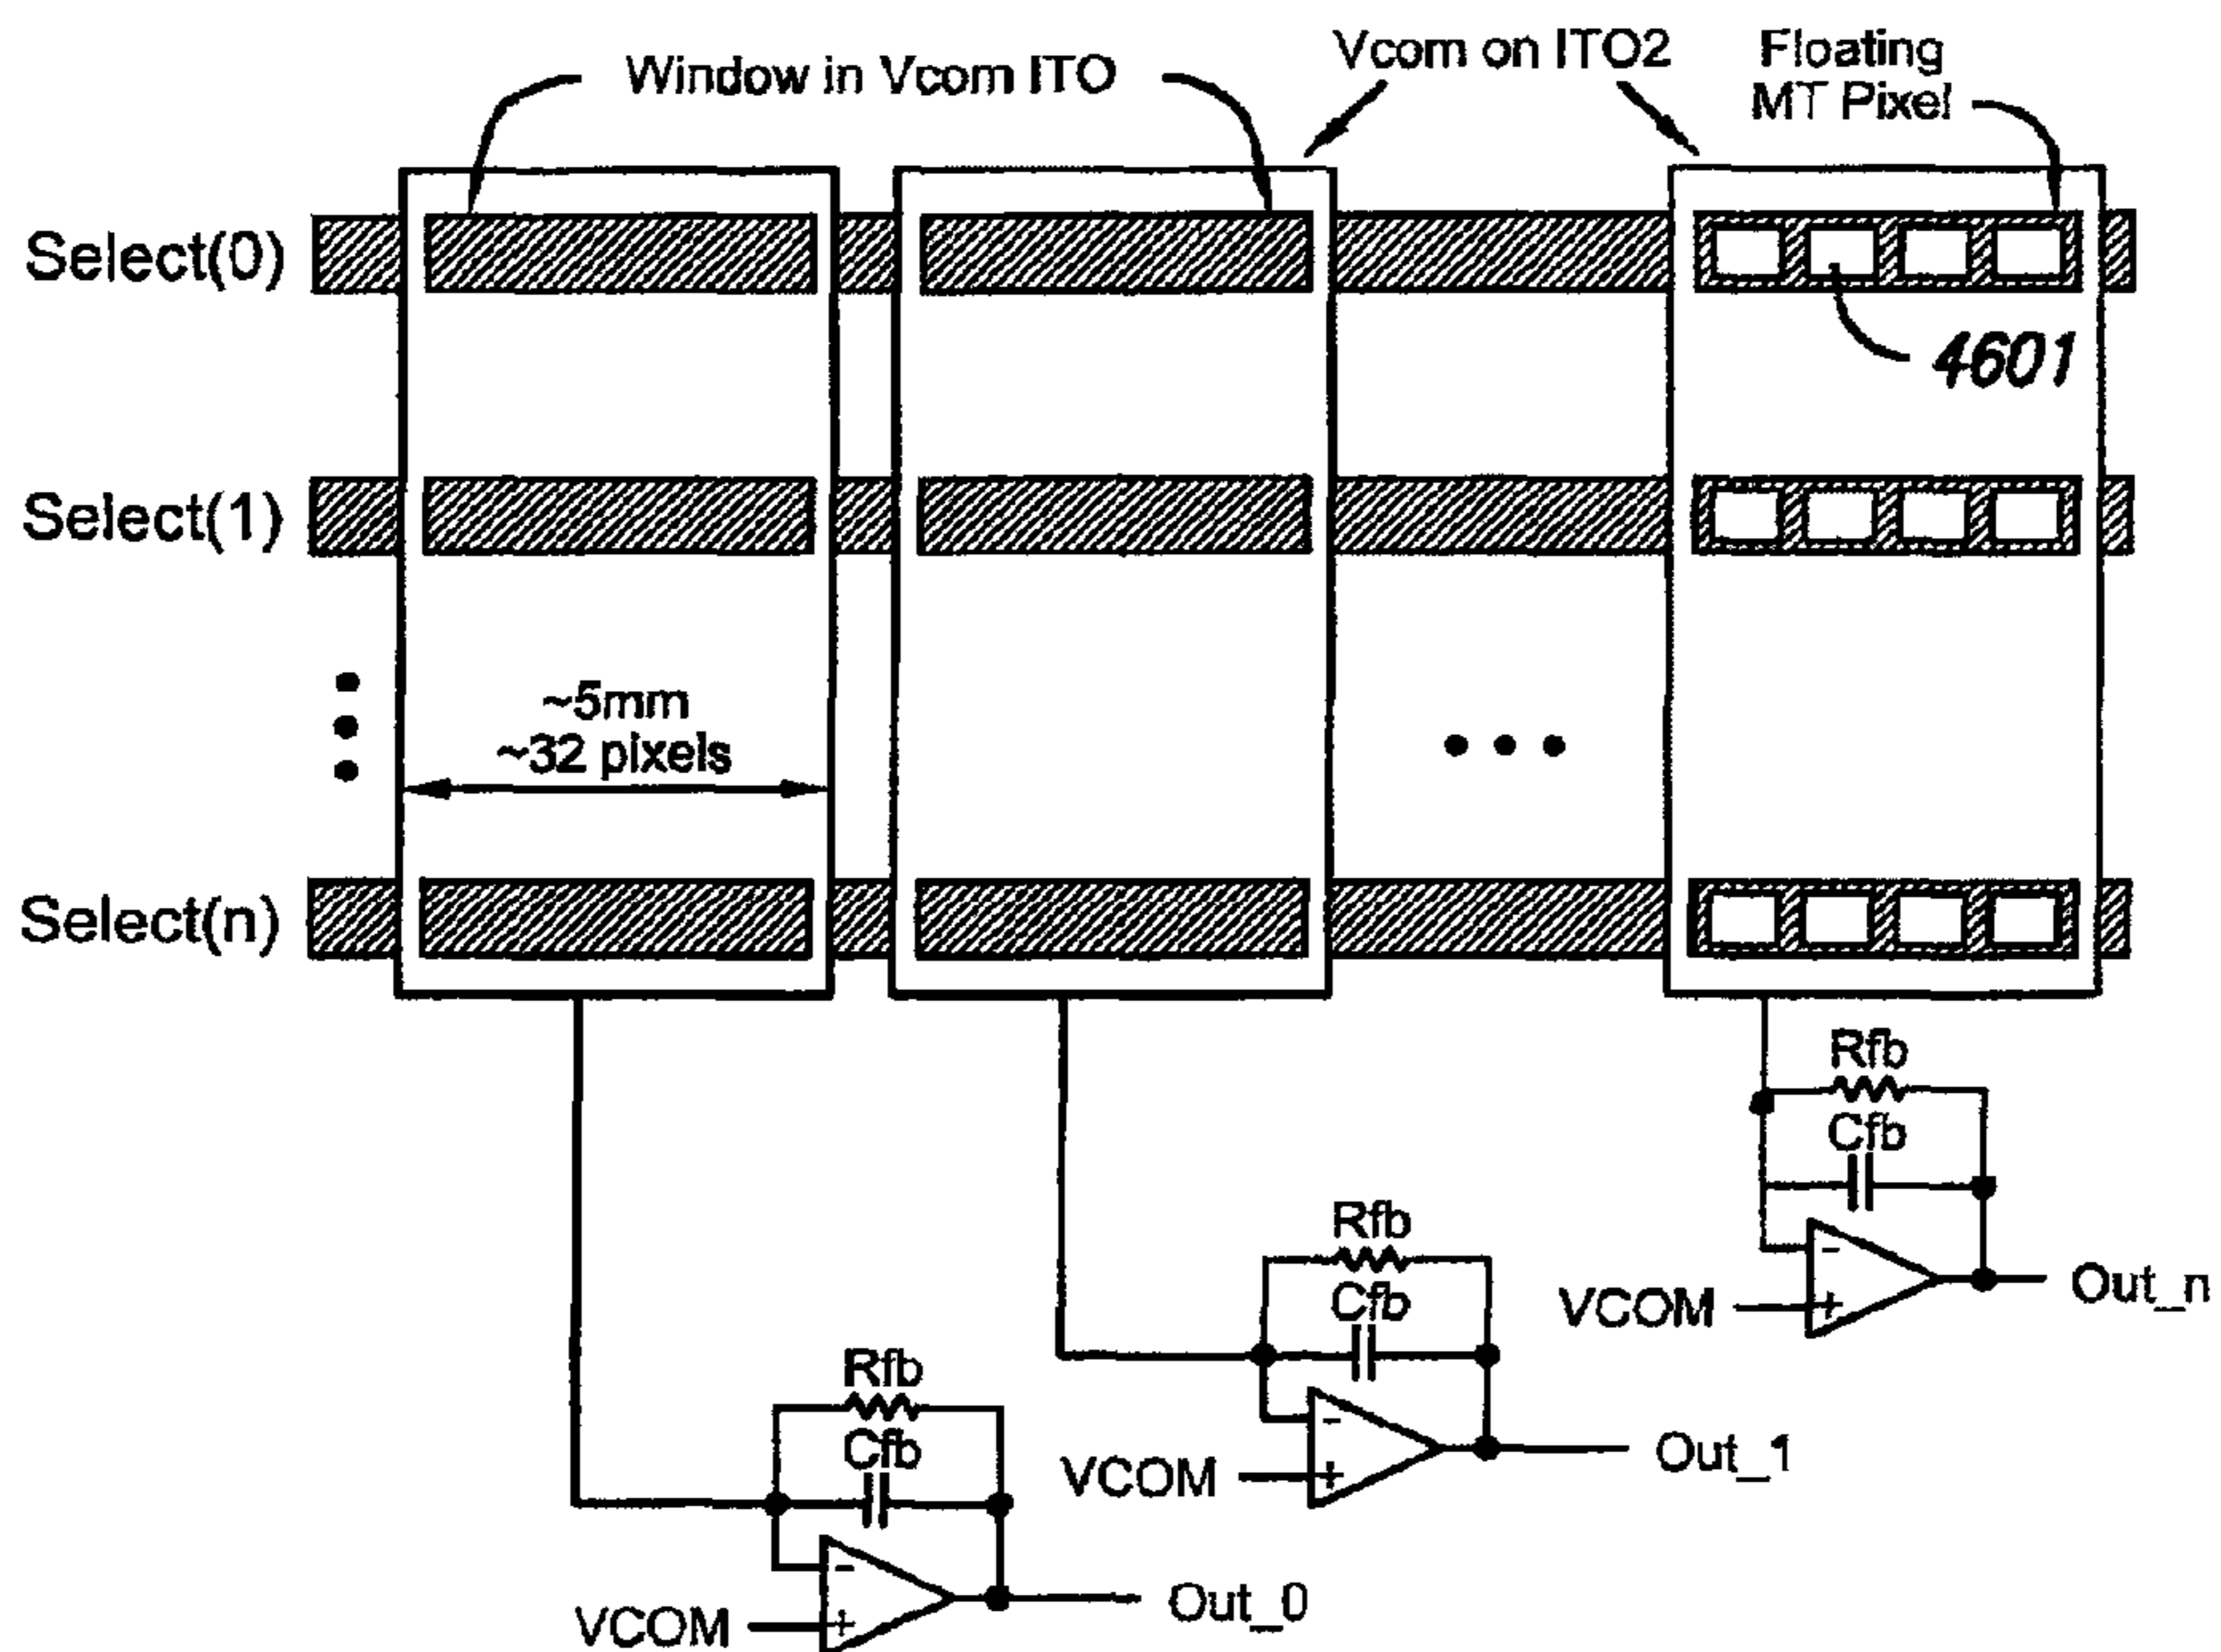 Window in Vcom ITO
Vcom on ITO2
Floating
MT Pixel
Select(0)
4601
Select(1)
~5mm
~32 pixels
Select(n)
Rfb
Cfb
-
VCOM
+
Out_n
Rfb
Cfb
-
VCOM
+
Out_1
Rfb
Cfb
-
VCOM
+
Out_0